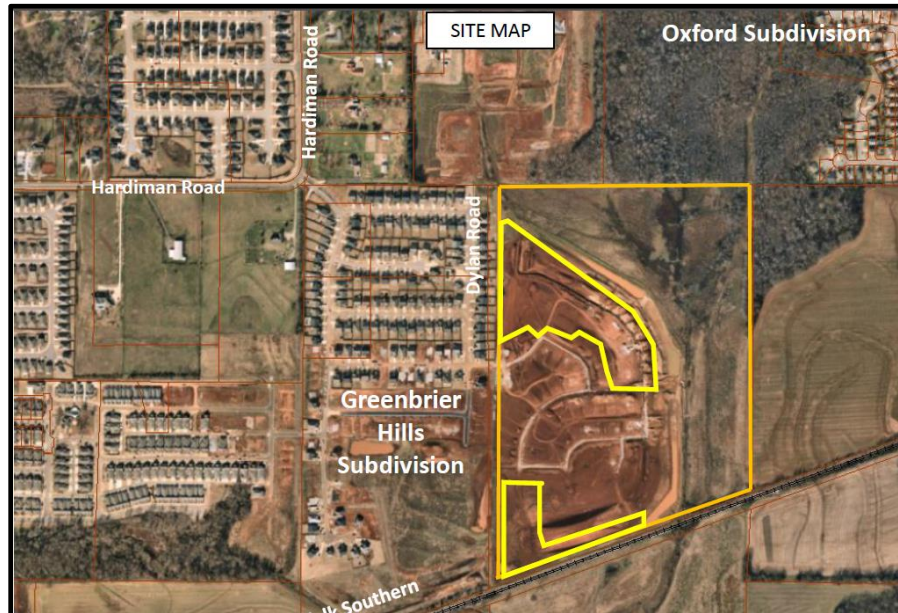 SITE MAP
Oxford Subdivision
Hardiman Road
Hardiman Road
Dylan Road
Greenbrier
Hills
Subdivision
Southern